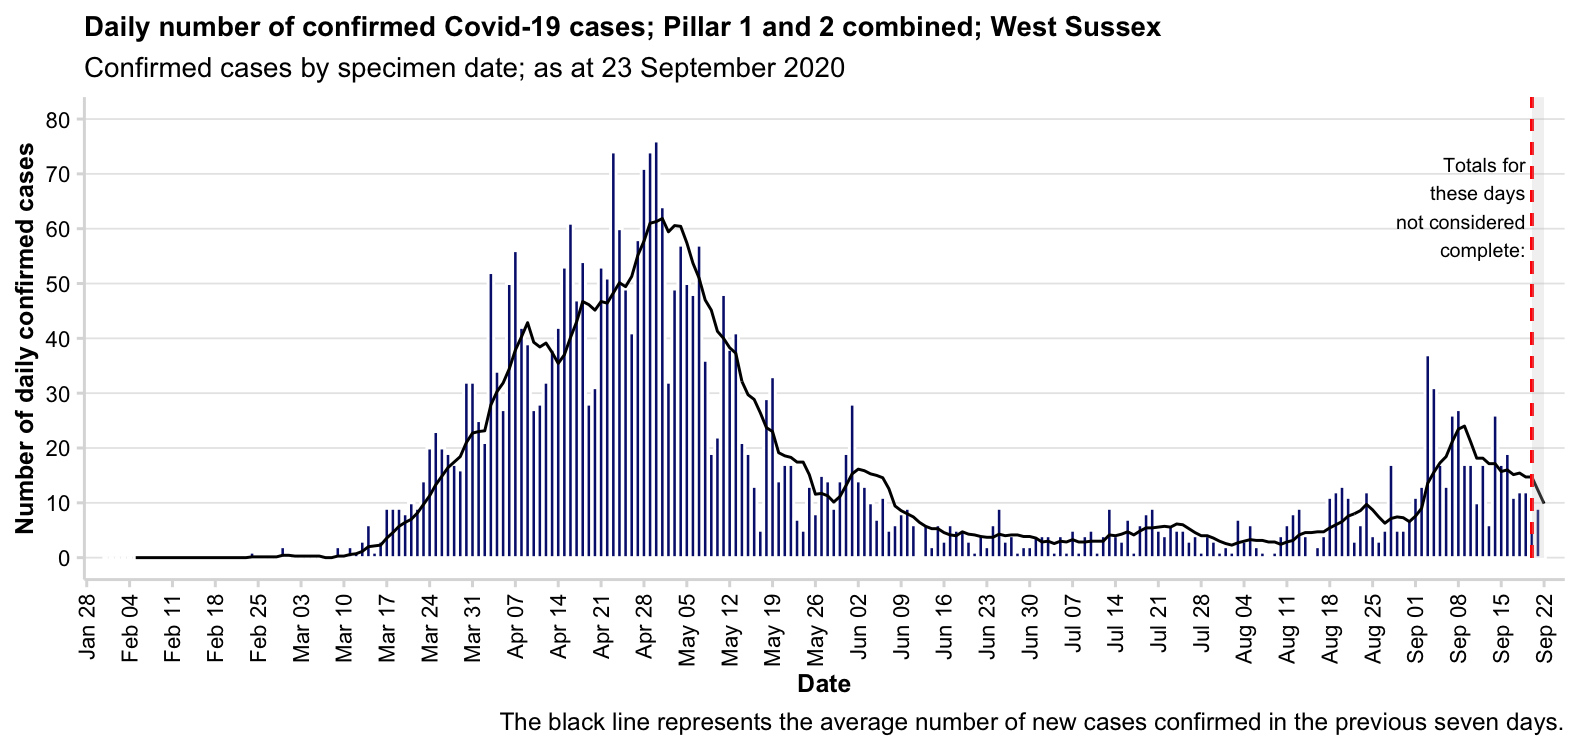 Daily number of confirmed Covid-19 cases; Pillar 1 and 2 combined; West Sussex
Confirmed cases by specimen date; as at 23 September 2020
Number of daily confirmed cases
80
70
60
50
40
30
20
10
0
Totals for
these days
not considered
complete:
Jan 28
Feb 04
Feb 11
Feb 18
Feb 25
Mar 03
Mar 10
Mar 17
Mar 24
Mar 31
Apr 07
Apr 14
Apr 21
Apr 28
May 05
May 12
May 19
May 26
Jun 02
Jun 09
Jun 16
Jun 23
Jun 30
Jul 07
Jul 14
Jul 21
Jul 28
Aug 04
Aug 11
Aug 18
Aug 25
Sep 01
Sep 08
Sep 15
Sep 22
Date
The black line represents the average number of new cases confirmed in the previous seven days.